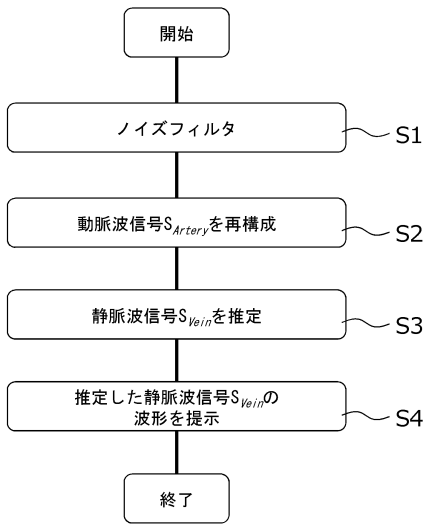 開始
ノイズフィルタ
S1
動脈波信号S_Arteryを再構成
S2
静脈波信号S_Veinを推定
S3
推定した静脈波信号S_Veinの
波形を提示
S4
終了